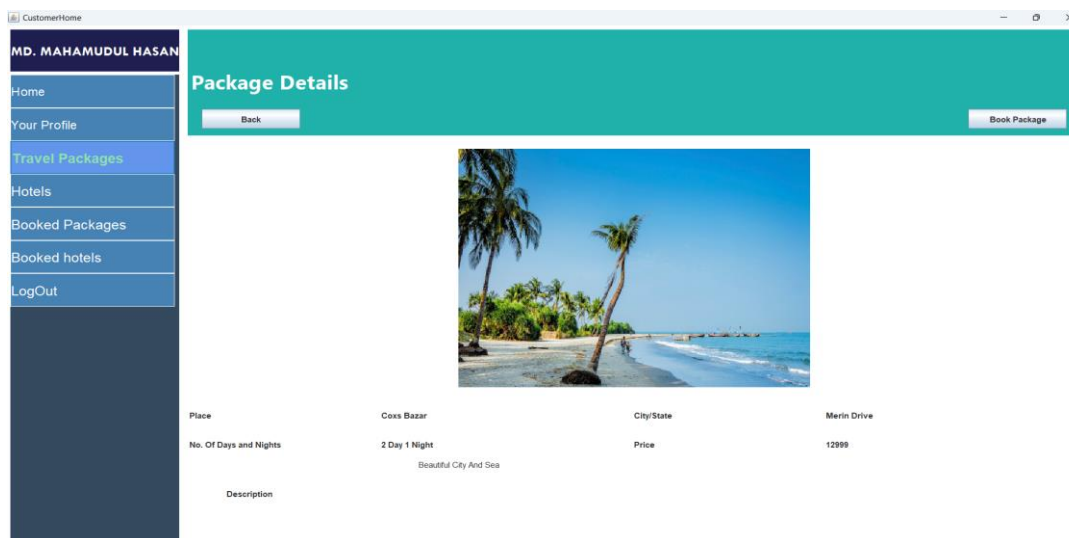 CustomerHome
MD. MAHAMUDUL HASAN
Home
Your Profile
Travel Packages
Hotels
Booked Packages
Booked hotels
LogOut
Package Details
Back
Book Package
Place
Coxs Bazar
City/State
Merin Drive
No. Of Days and Nights
2 Day 1 Night
Price
12999
Beautiful City And Sea
Description